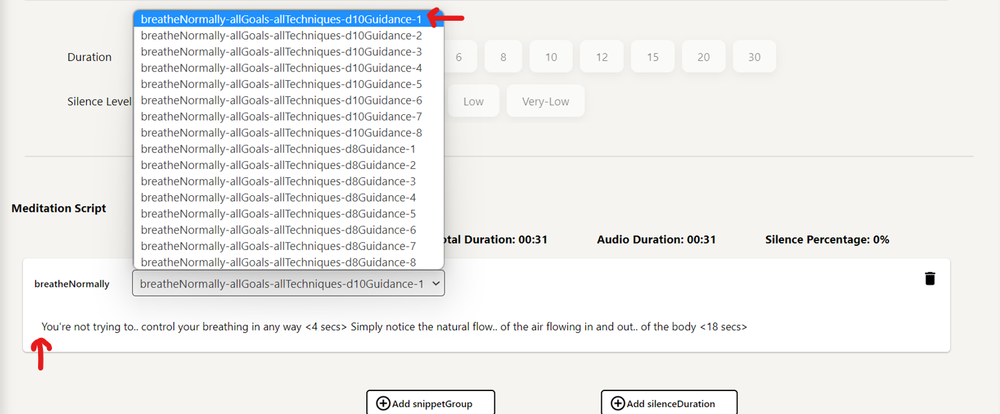 breatheNormally-allGoals-allTechniques-d10Guidance-1
breatheNormally-allGoals-allTechniques-d10Guidance-2
breatheNormally-allGoals-allTechniques-d10Guidance-3
breatheNormally-allGoals-allTechniques-d10Guidance-4
breatheNormally-allGoals-allTechniques-d10Guidance-5
breatheNormally-allGoals-allTechniques-d10Guidance-6
breatheNormally-allGoals-allTechniques-d10Guidance-7
breatheNormally-allGoals-allTechniques-d10Guidance-8
breatheNormally-allGoals-allTechniques-d8Guidance-1
breatheNormally-allGoals-allTechniques-d8Guidance-2
breatheNormally-allGoals-allTechniques-d8Guidance-3
breatheNormally-allGoals-allTechniques-d8Guidance-4
breatheNormally-allGoals-allTechniques-d8Guidance-5
breatheNormally-allGoals-allTechniques-d8Guidance-6
breatheNormally-allGoals-allTechniques-d8Guidance-7
breatheNormally-allGoals-allTechniques-d8Guidance-8
Duration 6 8 10 12 15 20 30
Silence Level Low Very-Low
Meditation Script
otal Duration: 00:31 Audio Duration: 00:31 Silence Percentage: 0%
breatheNormally breatheNormally-allGoals-allTechniques-d10Guidance-1
You're not trying to.. control your breathing in any way <4 secs> Simply notice the natural flow.. of the air flowing in and out.. of the body <18 secs>
Add snippetGroup Add silenceDuration